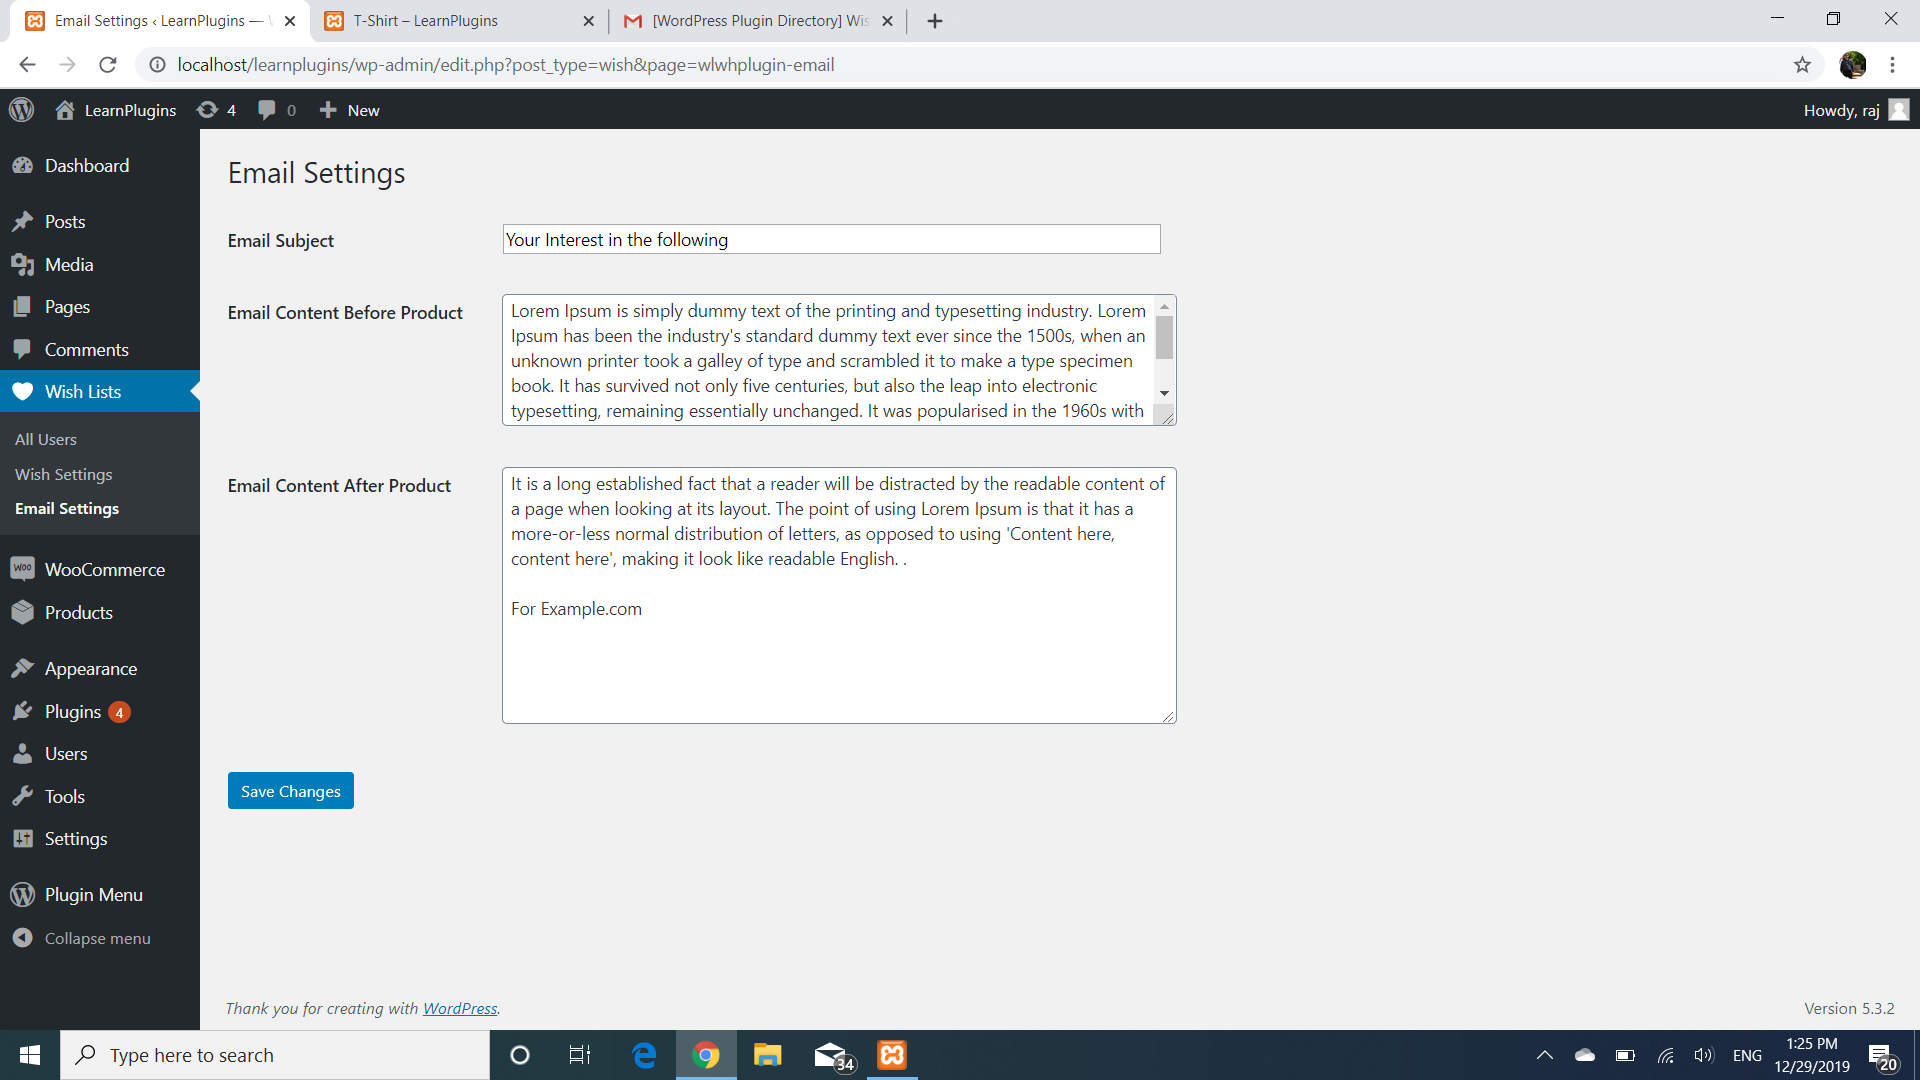 Email Settings ‹ LearnPlugins —
T-Shirt – LearnPlugins
[WordPress Plugin Directory] Wis
localhost/learnplugins/wp-admin/edit.php?post_type=wish&page=wlwhplugin-email
LearnPlugins
4
0
New
Howdy, raj
Dashboard
Posts
Media
Pages
Comments
Wish Lists
All Users
Wish Settings
Email Settings
WOO
WooCommerce
Products
Appearance
Plugins 4
Users
Tools
Settings
Plugin Menu
Collapse menu
Email Settings
Email Subject
Your Interest in the following
Email Content Before Product
Lorem Ipsum is simply dummy text of the printing and typesetting industry. Lorem
Ipsum has been the industry's standard dummy text ever since the 1500s, when an
unknown printer took a galley of type and scrambled it to make a type specimen
book. It has survived not only five centuries, but also the leap into electronic
typesetting, remaining essentially unchanged. It was popularised in the 1960s with
Email Content After Product
It is a long established fact that a reader will be distracted by the readable content of
a page when looking at its layout. The point of using Lorem Ipsum is that it has a
more-or-less normal distribution of letters, as opposed to using 'Content here,
content here', making it look like readable English. .
For Example.com
Save Changes
Thank you for creating with WordPress.
Version 5.3.2
Type here to search
34
ENG
1:25 PM
12/29/2019
20